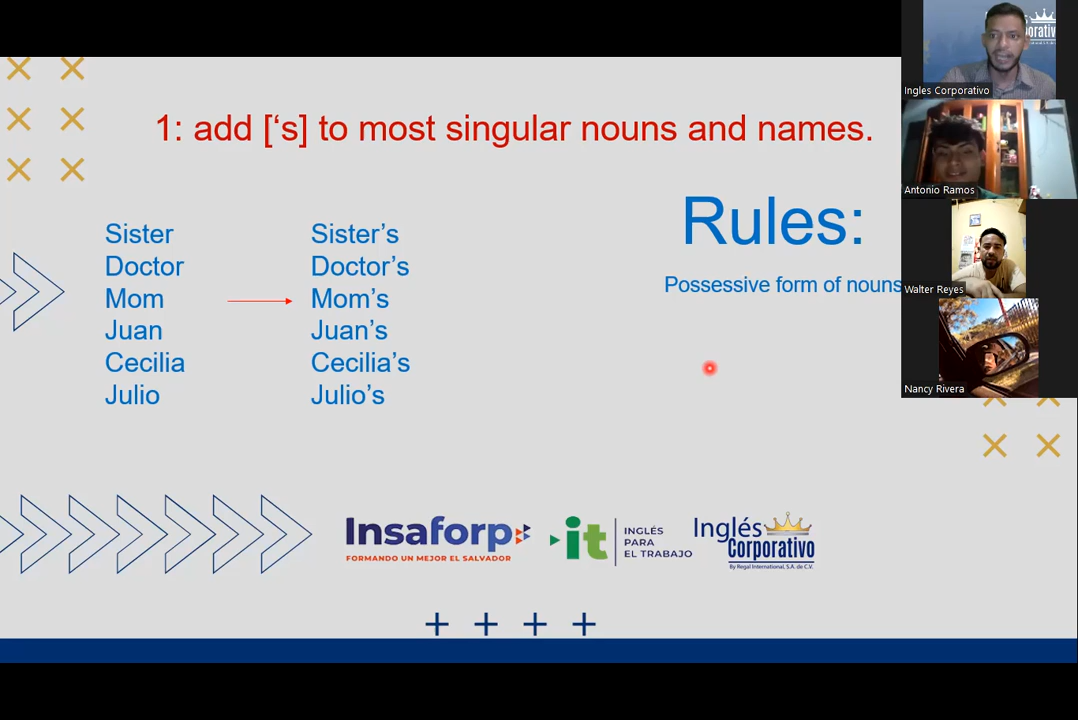 1: add [‘s] to most singular nouns and names.
Rules:
Possessive form of nouns
Sister
Doctor
Mom
Juan
Cecilia
Julio
Sister’s
Doctor’s
Mom’s
Juan’s
Cecilia’s
Julio’s
Insaforp
FORMANDO UN MEJOR EL SALVADOR
it
INGLÉS
PARA
EL TRABAJO
Inglés
Corporativo
By Regal International, S.A. de C.V.
Ingles Corporativo
Antonio Ramos
Walter Reyes
Nancy Rivera